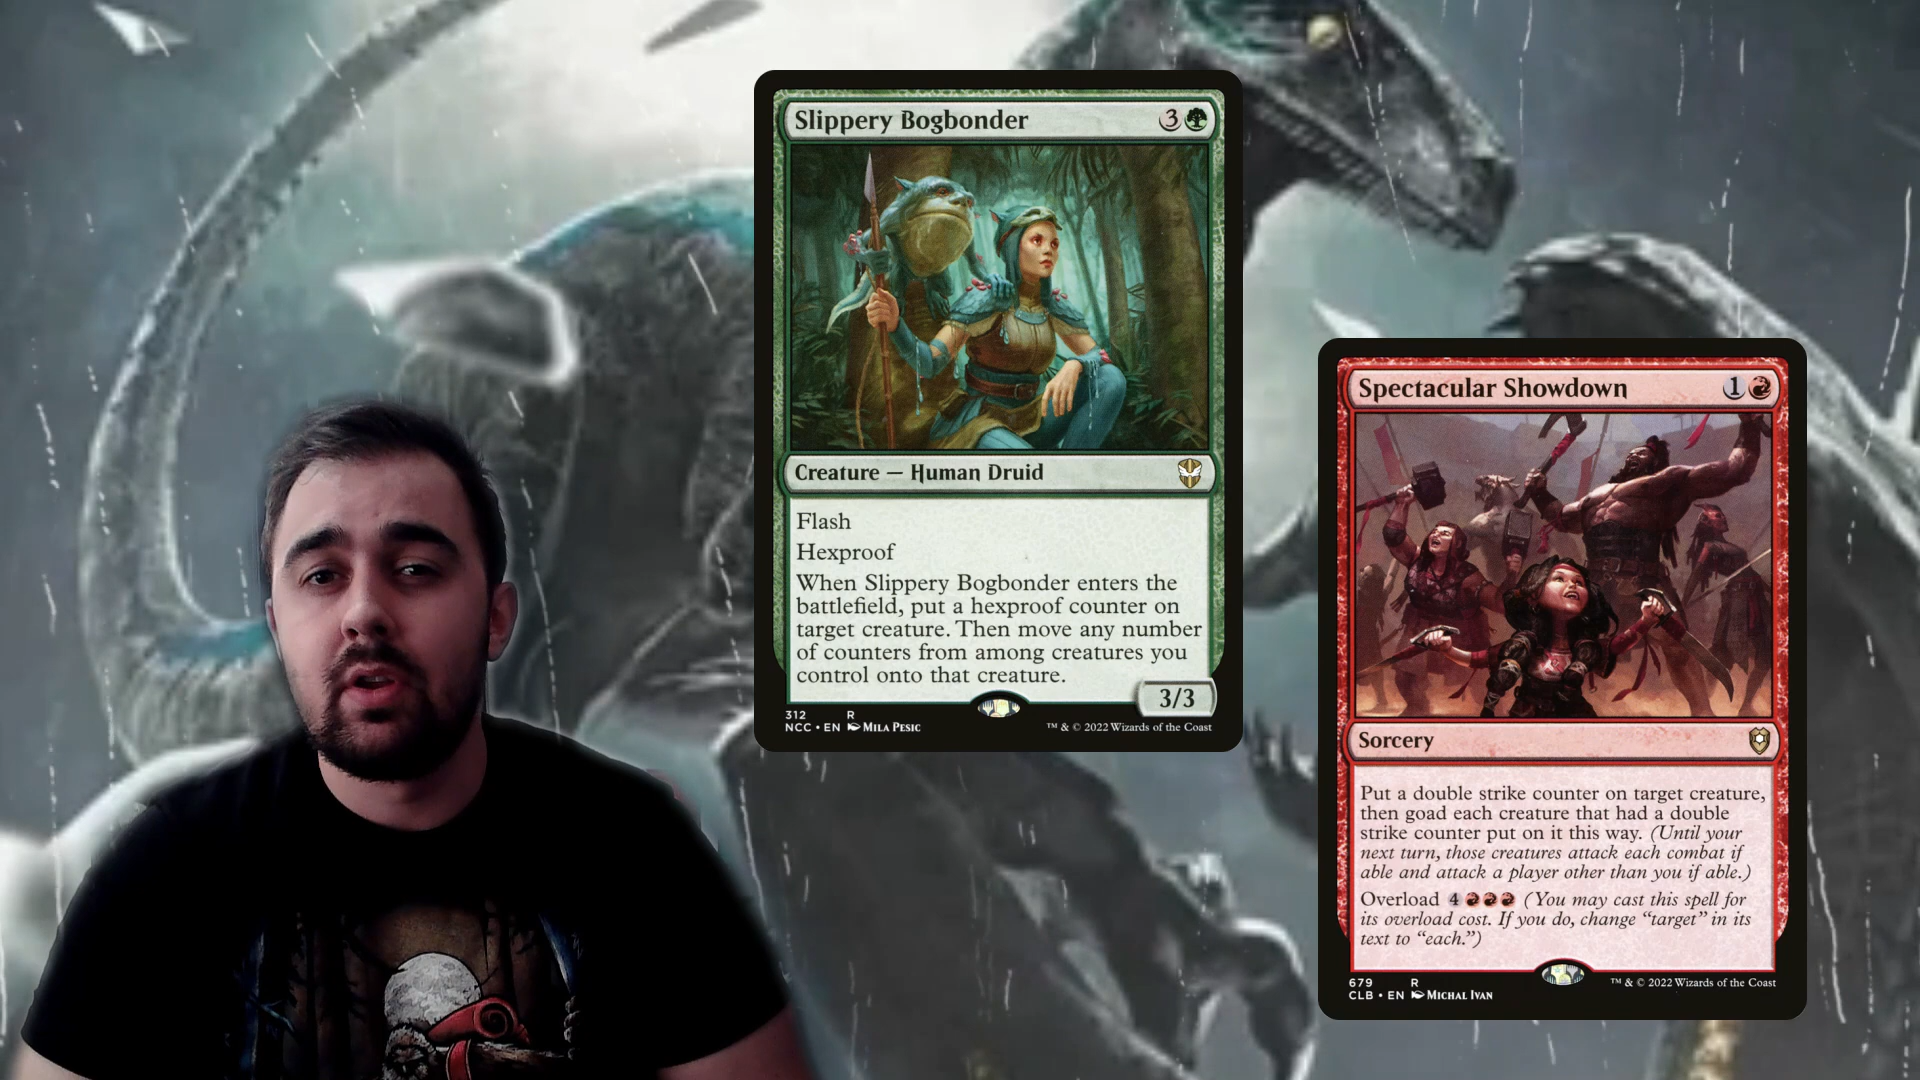 Slippery Bogbonder 3
Creature — Human Druid
Flash
Hexproof
When Slippery Bogbonder enters the
battlefield, put a hexproof counter on
target creature. Then move any number
of counters from among creatures you
control onto that creature.
3/3
312 R
NCC • EN Mila Pesic
™ & © 2022 Wizards of the Coast
Spectacular Showdown 1
Sorcery
Put a double strike counter on target creature,
then goad each creature that had a double
strike counter put on it this way. (Until your
next turn, those creatures attack each combat if
able and attack a player other than you if able.)
Overload 4 (You may cast this spell for
its overload cost. If you do, change “target” in its
text to “each.”)
679 R
CLB • EN Michal Ivan
™ & © 2022 Wizards of the Coast